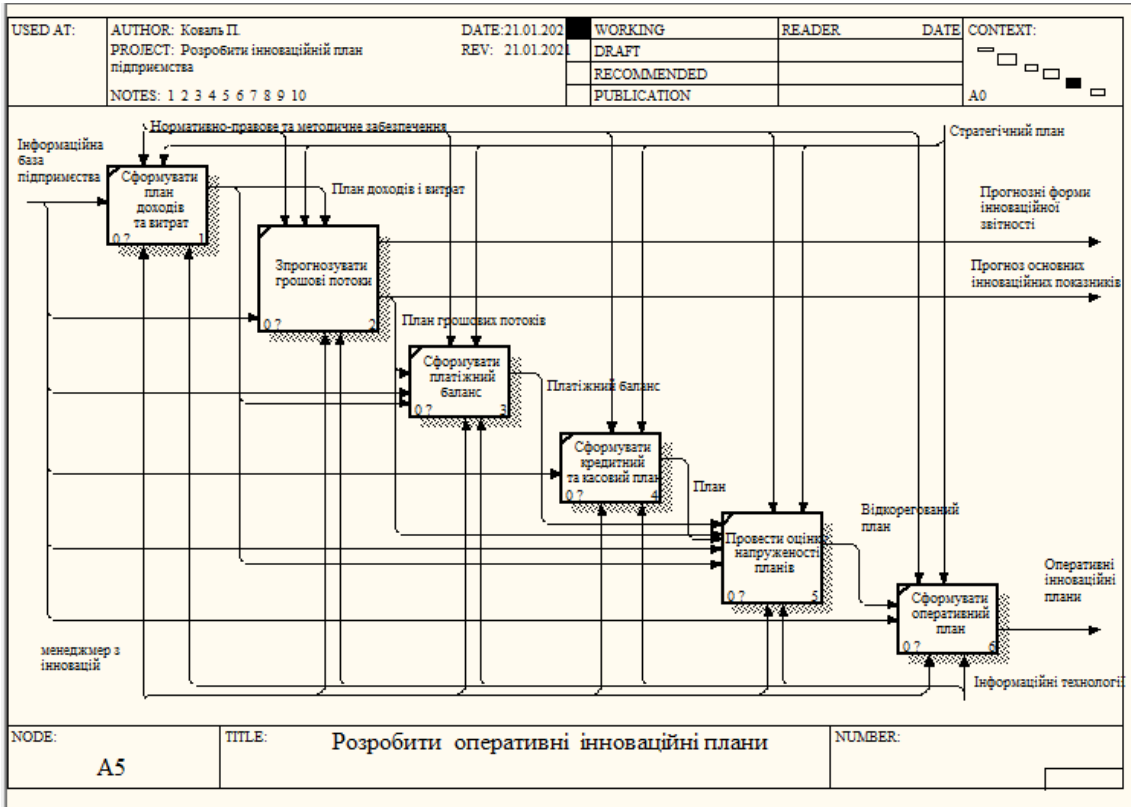 USED AT:
AUTHOR: Коваль П.
DATE:21.01.202
PROJECT: Розробити інноваційній план
підприємства
REV: 21.01.2021
NOTES: 1 2 3 4 5 6 7 8 9 10
WORKING
DRAFT
RECOMMENDED
PUBLICATION
READER
DATE
CONTEXT:
A0
Нормативно-правове та методичне забезпечення
Стратегічний план
Інформаційна
база
підпримєства
Сформувати
план
доходів
та витрат
0 ?
1
План доходів і витрат
Прогнозні форми
інноваційної
звітності
Зпрогнозувати
грошові потоки
0 ?
2
Прогноз основних
інноваційних показників
План грошових потоків
Сформувати
платіжний
баланс
0 ?
3
Платіжний баланс
Сформувати
кредитний
та касовий план
0 ?
4
План
Провести оцінк
напруженості
планів
0 ?
5
Відкорегований
план
Сформувати
оперативний
план
0 ?
6
Оперативні
інноваційні
плани
менеджмер з
інновацій
Інформаційні технології
NODE:
A5
TITLE:
Розробити оперативні інноваційні плани
NUMBER: